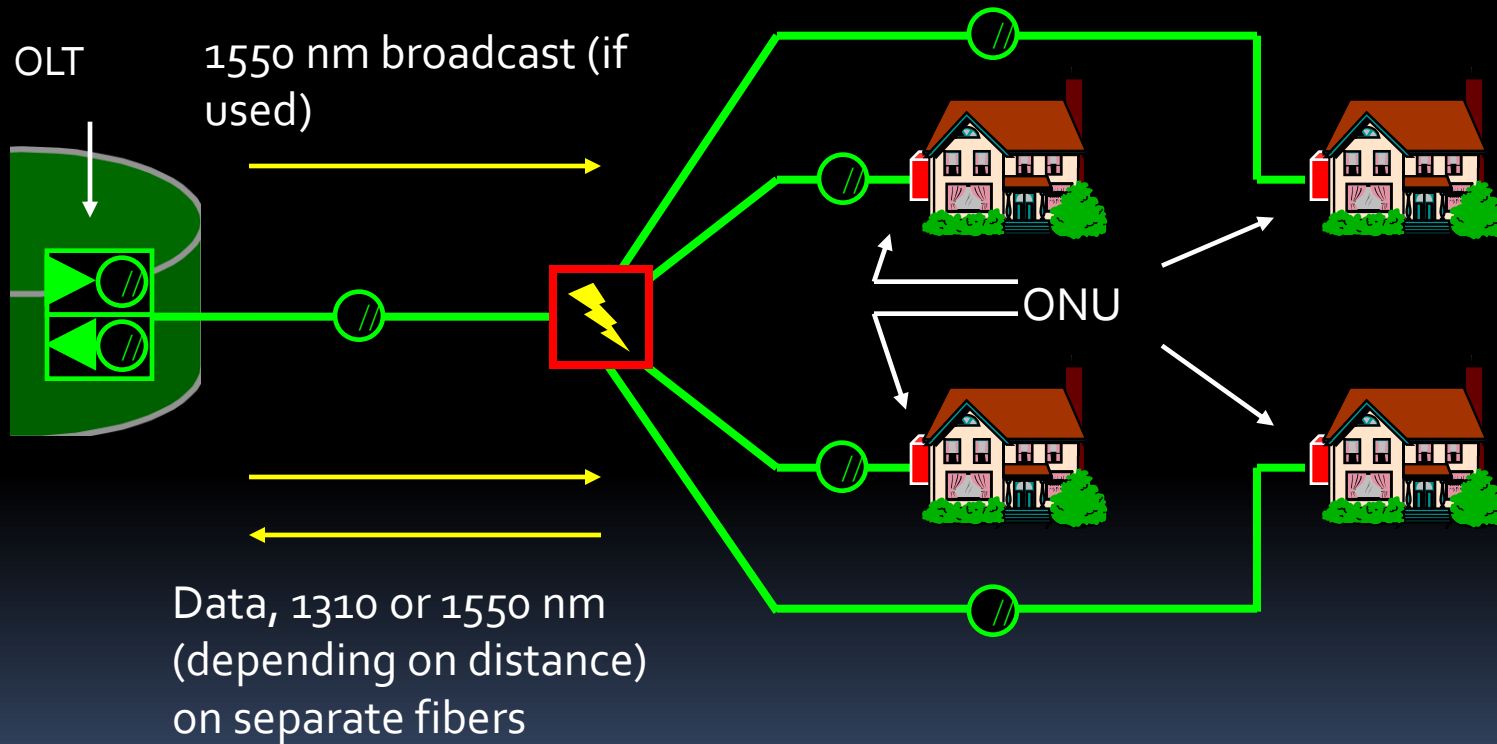 OLT
1550 nm broadcast (if
used)
ONU
Data, 1310 or 1550 nm
(depending on distance)
on separate fibers